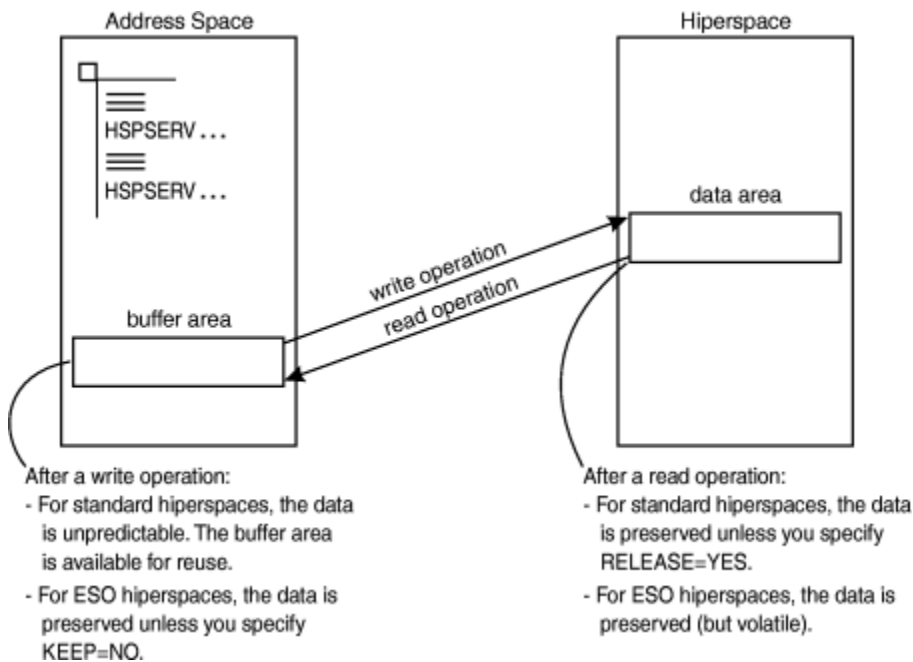 Address Space
Hiperspace
HSPSERV...
HSPSERV...
data area
write operation
read operation
buffer area
After a write operation:
- For standard hiperspaces, the data
is unpredictable. The buffer area
is available for reuse.
- For ESO hiperspaces, the data is
preserved unless you specify
KEEP=NO.
After a read operation:
- For standard hiperspaces, the data
is preserved unless you specify
RELEASE=YES.
- For ESO hiperspaces, the data is
preserved (but volatile).